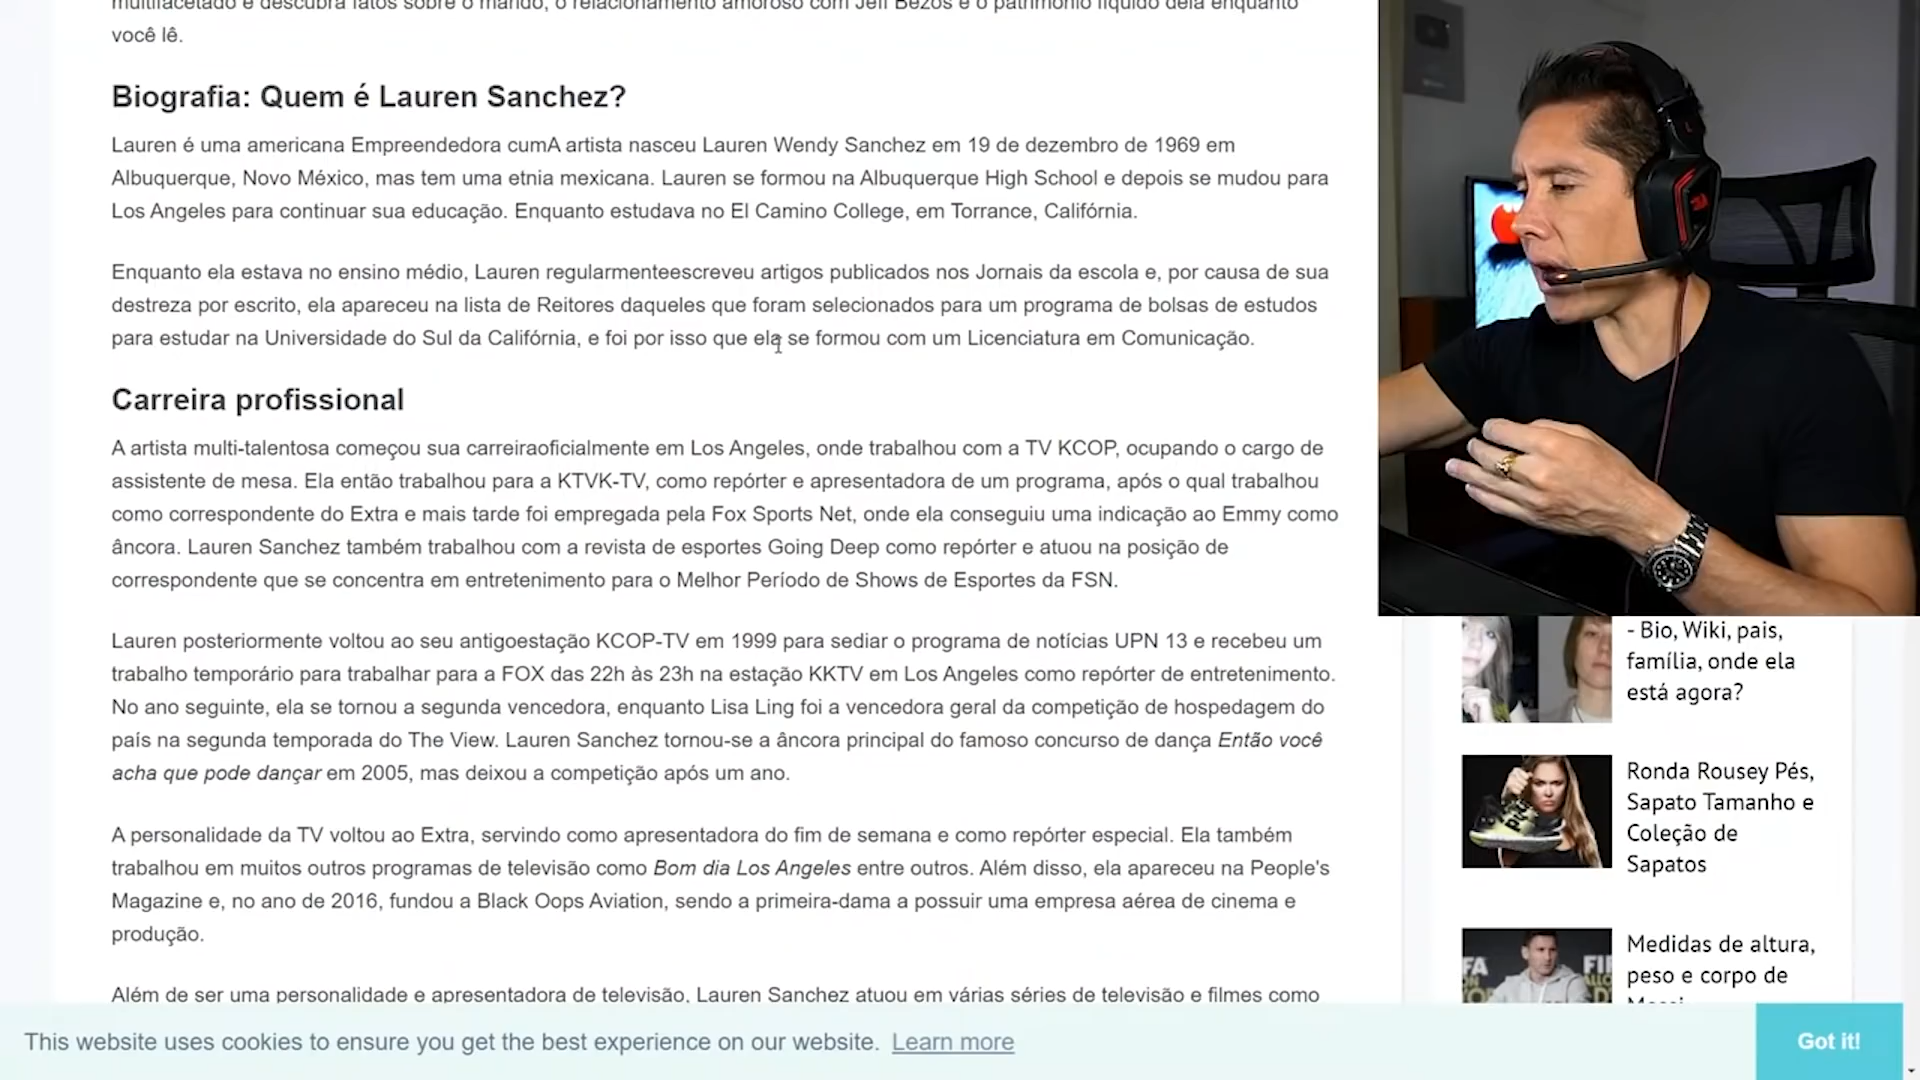 multifacetado e descubra fatos sobre o marido, o relacionamento amoroso com Jeff Bezos e o patrimônio líquido dela enquanto
você lê.
Biografia: Quem é Lauren Sanchez?
Lauren é uma americana Empreendedora cumA artista nasceu Lauren Wendy Sanchez em 19 de dezembro de 1969 em
Albuquerque, Novo México, mas tem uma etnia mexicana. Lauren se formou na Albuquerque High School e depois se mudou para
Los Angeles para continuar sua educação. Enquanto estudava no El Camino College, em Torrance, Califórnia.
Enquanto ela estava no ensino médio, Lauren regularmenteescreveu artigos publicados nos Jornais da escola e, por causa de sua
destreza por escrito, ela apareceu na lista de Reitores daqueles que foram selecionados para um programa de bolsas de estudos
para estudar na Universidade do Sul da Califórnia, e foi por isso que ela se formou com um Licenciatura em Comunicação.
Carreira profissional
A artista multi-talentosa começou sua carreiraoficialmente em Los Angeles, onde trabalhou com a TV KCOP, ocupando o cargo de
assistente de mesa. Ela então trabalhou para a KTVK-TV, como repórter e apresentadora de um programa, após o qual trabalhou
como correspondente do Extra e mais tarde foi empregada pela Fox Sports Net, onde ela conseguiu uma indicação ao Emmy como
âncora. Lauren Sanchez também trabalhou com a revista de esportes Going Deep como repórter e atuou na posição de
correspondente que se concentra em entretenimento para o Melhor Período de Shows de Esportes da FSN.
Lauren posteriormente voltou ao seu antigoestação KCOP-TV em 1999 para sediar o programa de notícias UPN 13 e recebeu um
trabalho temporário para trabalhar para a FOX das 22h às 23h na estação KKTV em Los Angeles como repórter de entretenimento.
No ano seguinte, ela se tornou a segunda vencedora, enquanto Lisa Ling foi a vencedora geral da competição de hospedagem do
país na segunda temporada do The View. Lauren Sanchez tornou-se a âncora principal do famoso concurso de dança Então você
acha que pode dançar em 2005, mas deixou a competição após um ano.
A personalidade da TV voltou ao Extra, servindo como apresentadora do fim de semana e como repórter especial. Ela também
trabalhou em muitos outros programas de televisão como Bom dia Los Angeles entre outros. Além disso, ela apareceu na People's
Magazine e, no ano de 2016, fundou a Black Oops Aviation, sendo a primeira-dama a possuir uma empresa aérea de cinema e
produção.
Além de ser uma personalidade e apresentadora de televisão, Lauren Sanchez atuou em várias séries de televisão e filmes como
- Bio, Wiki, pais,
família, onde ela
está agora?
Ronda Rousey Pés,
Sapato Tamanho e
Coleção de
Sapatos
Medidas de altura,
peso e corpo de
Messi
This website uses cookies to ensure you get the best experience on our website. Learn more
Got it!